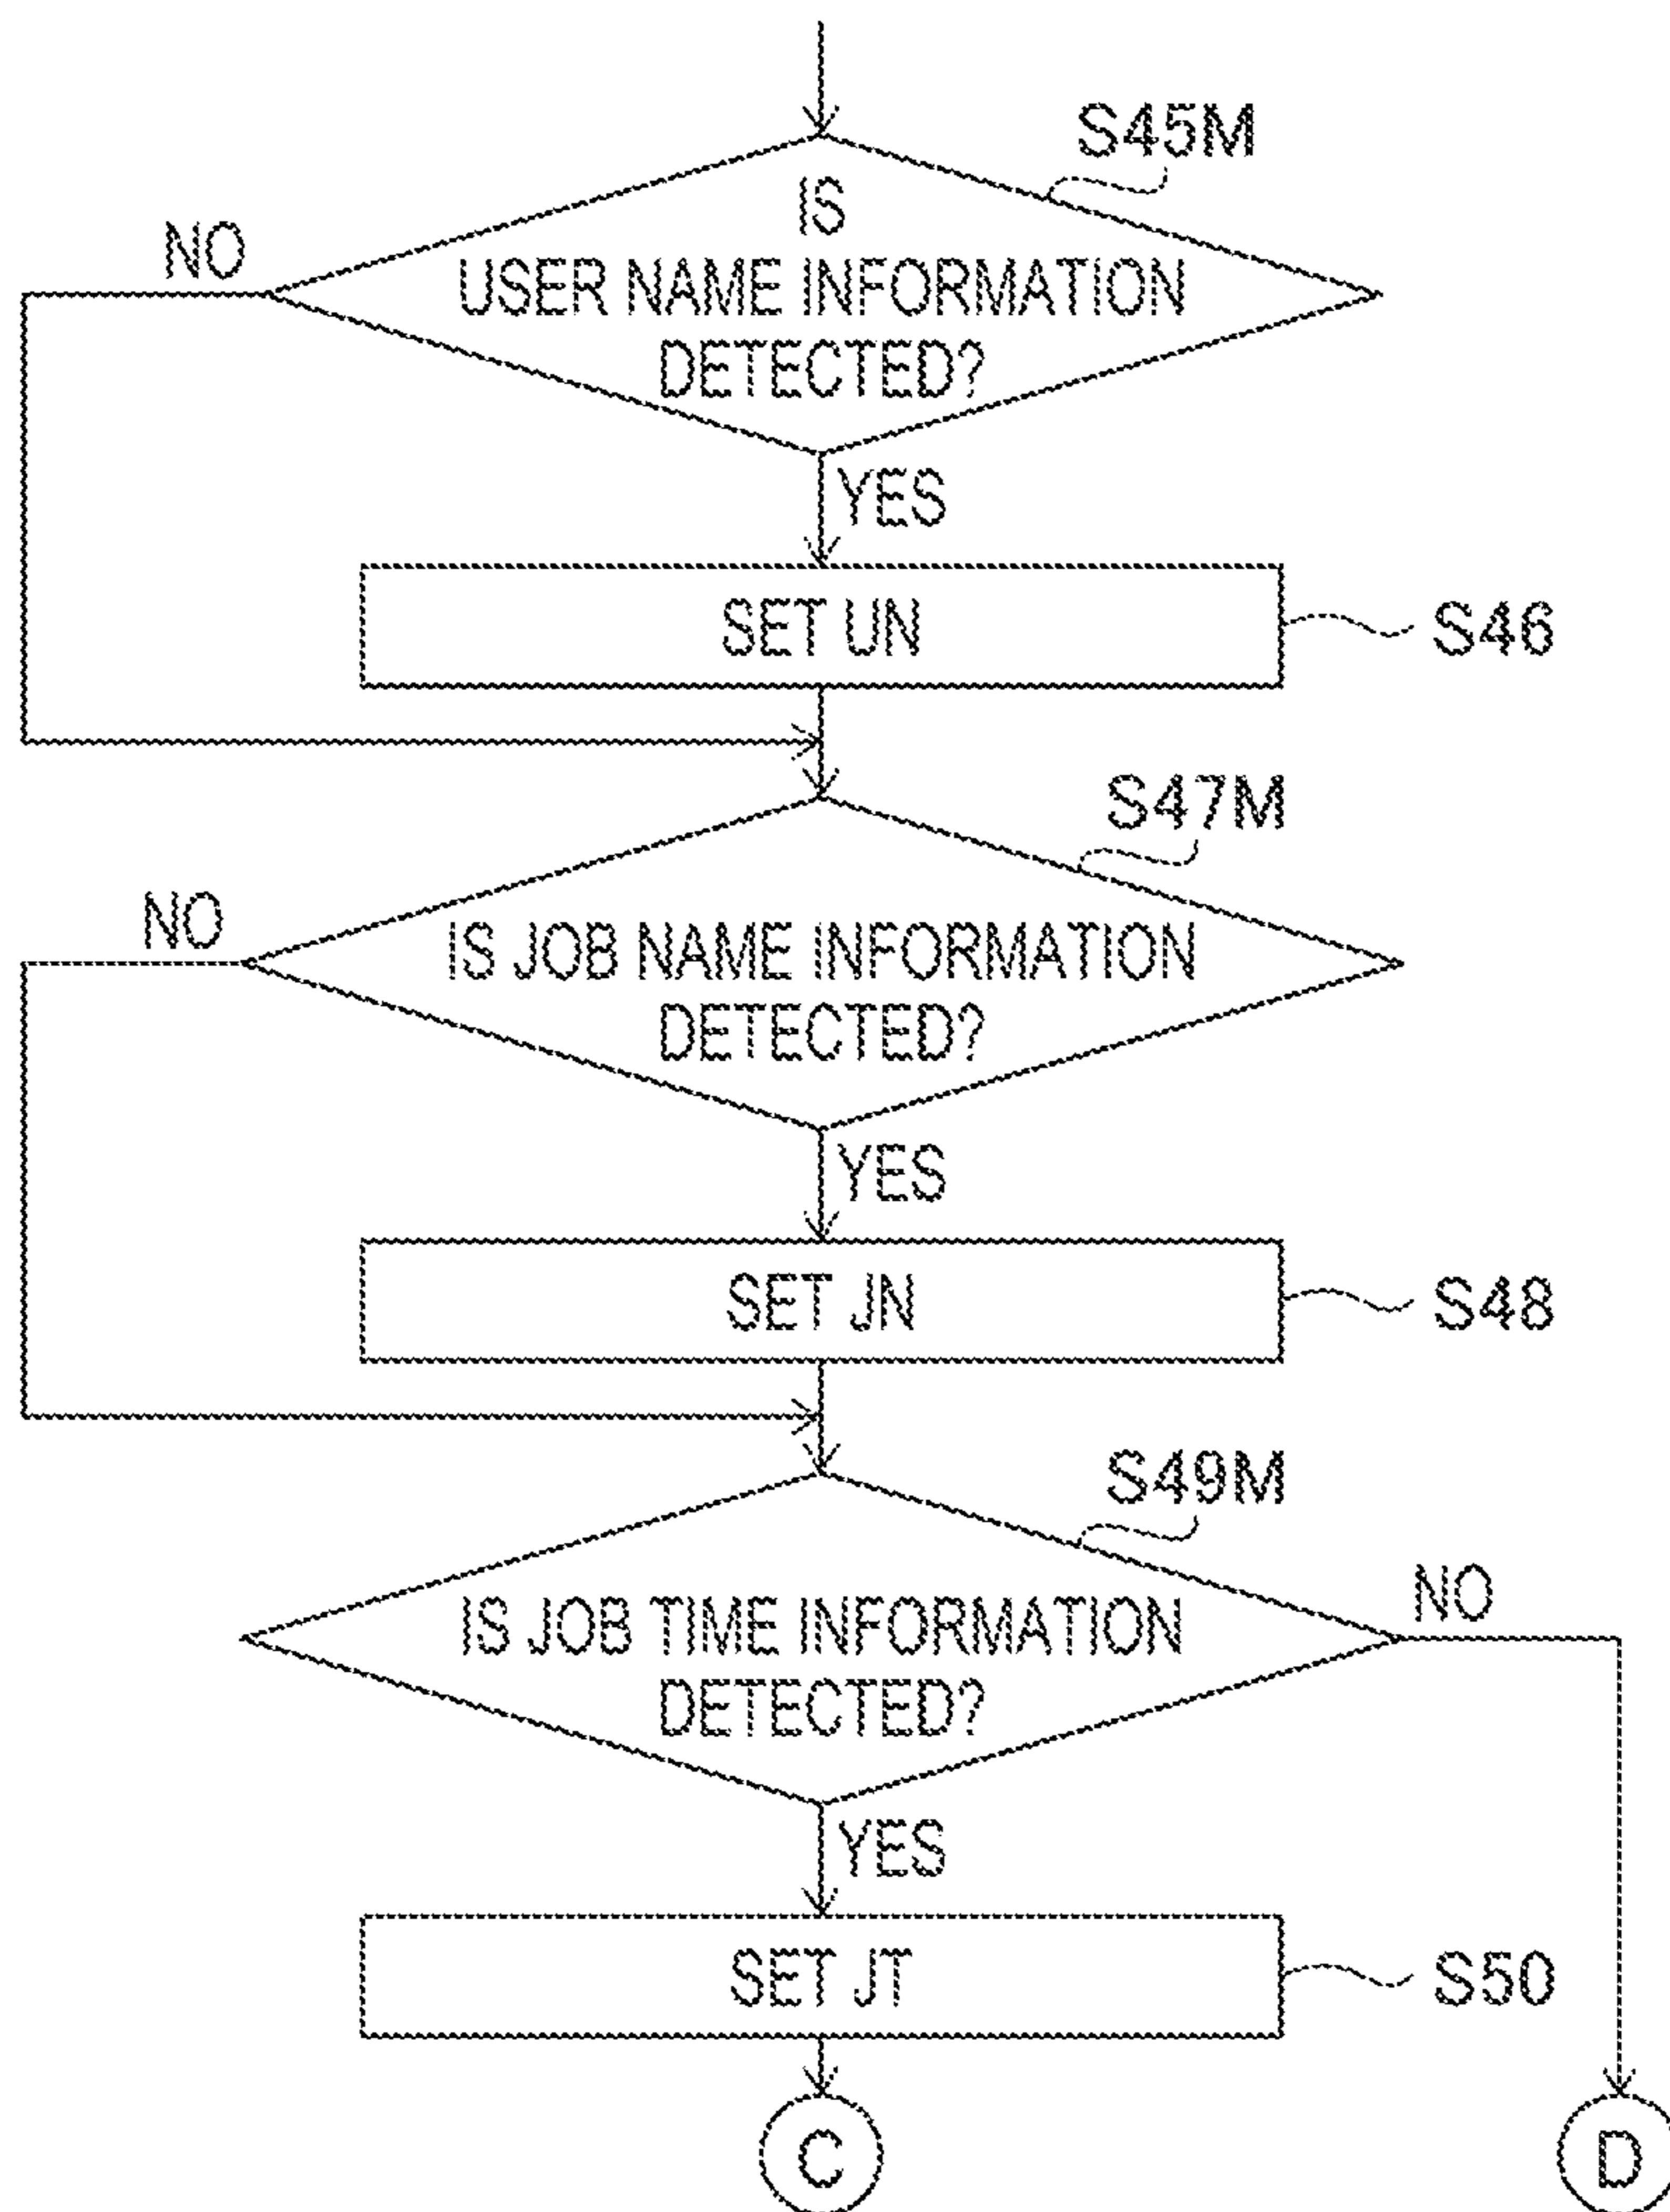 S45M
NO
IS
USER NAME INFORMATION
DETECTED?
YES
SET UN
S46
S47M
NO
IS JOB NAME INFORMATION
DETECTED?
YES
SET JN
S48
S49M
NO
IS JOB TIME INFORMATION
DETECTED?
YES
SET JT
S50
C
D